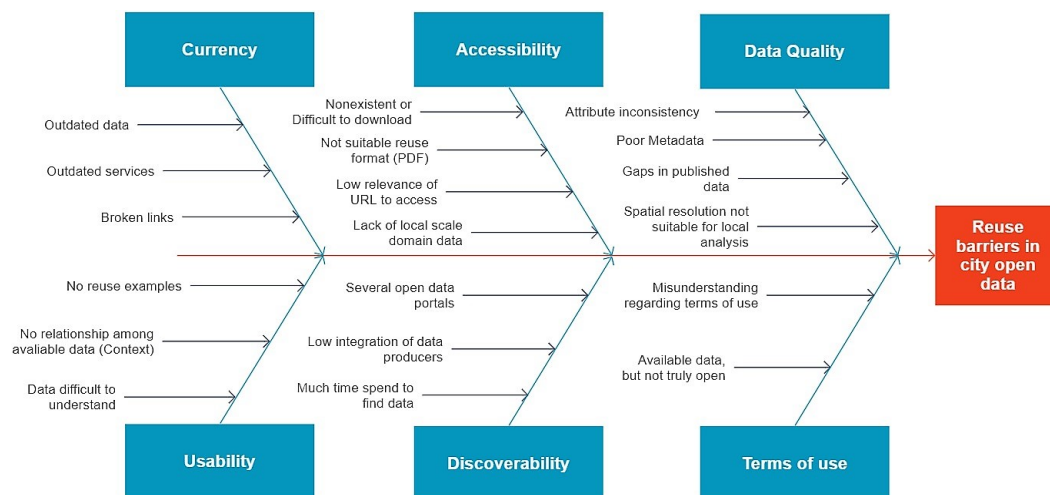 Currency
Accessibility
Data Quality
Outdated data
Outdated services
Broken links
Nonexistent or
Difficult to download
Not suitable reuse
format (PDF)
Low relevance of
URL to access
Lack of local scale
domain data
Attribute inconsistency
Poor Metadata
Gaps in published
data
Spatial resolution not
suitable for local
analysis
Reuse
barriers in
city open
data
No reuse examples
No relationship among
avaliable data (Context)
Data difficult to
understand
Several open data
portals
Low integration of data
producers
Much time spend to
find data
Misunderstanding
regarding terms of use
Available data,
but not truly open
Usability
Discoverability
Terms of use